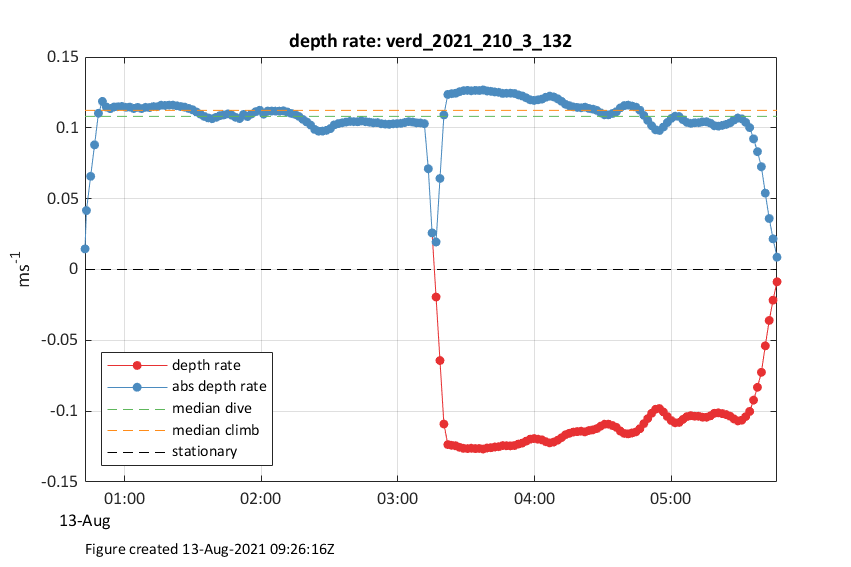 depth rate: verd_2021_210_3_132
0.15
0.1
0.05
0
-0.05
-0.1
-0.15
ms⁻¹
depth rate
abs depth rate
median dive
median climb
stationary
01:00 02:00 03:00 04:00 05:00
13-Aug
Figure created 13-Aug-2021 09:26:16Z